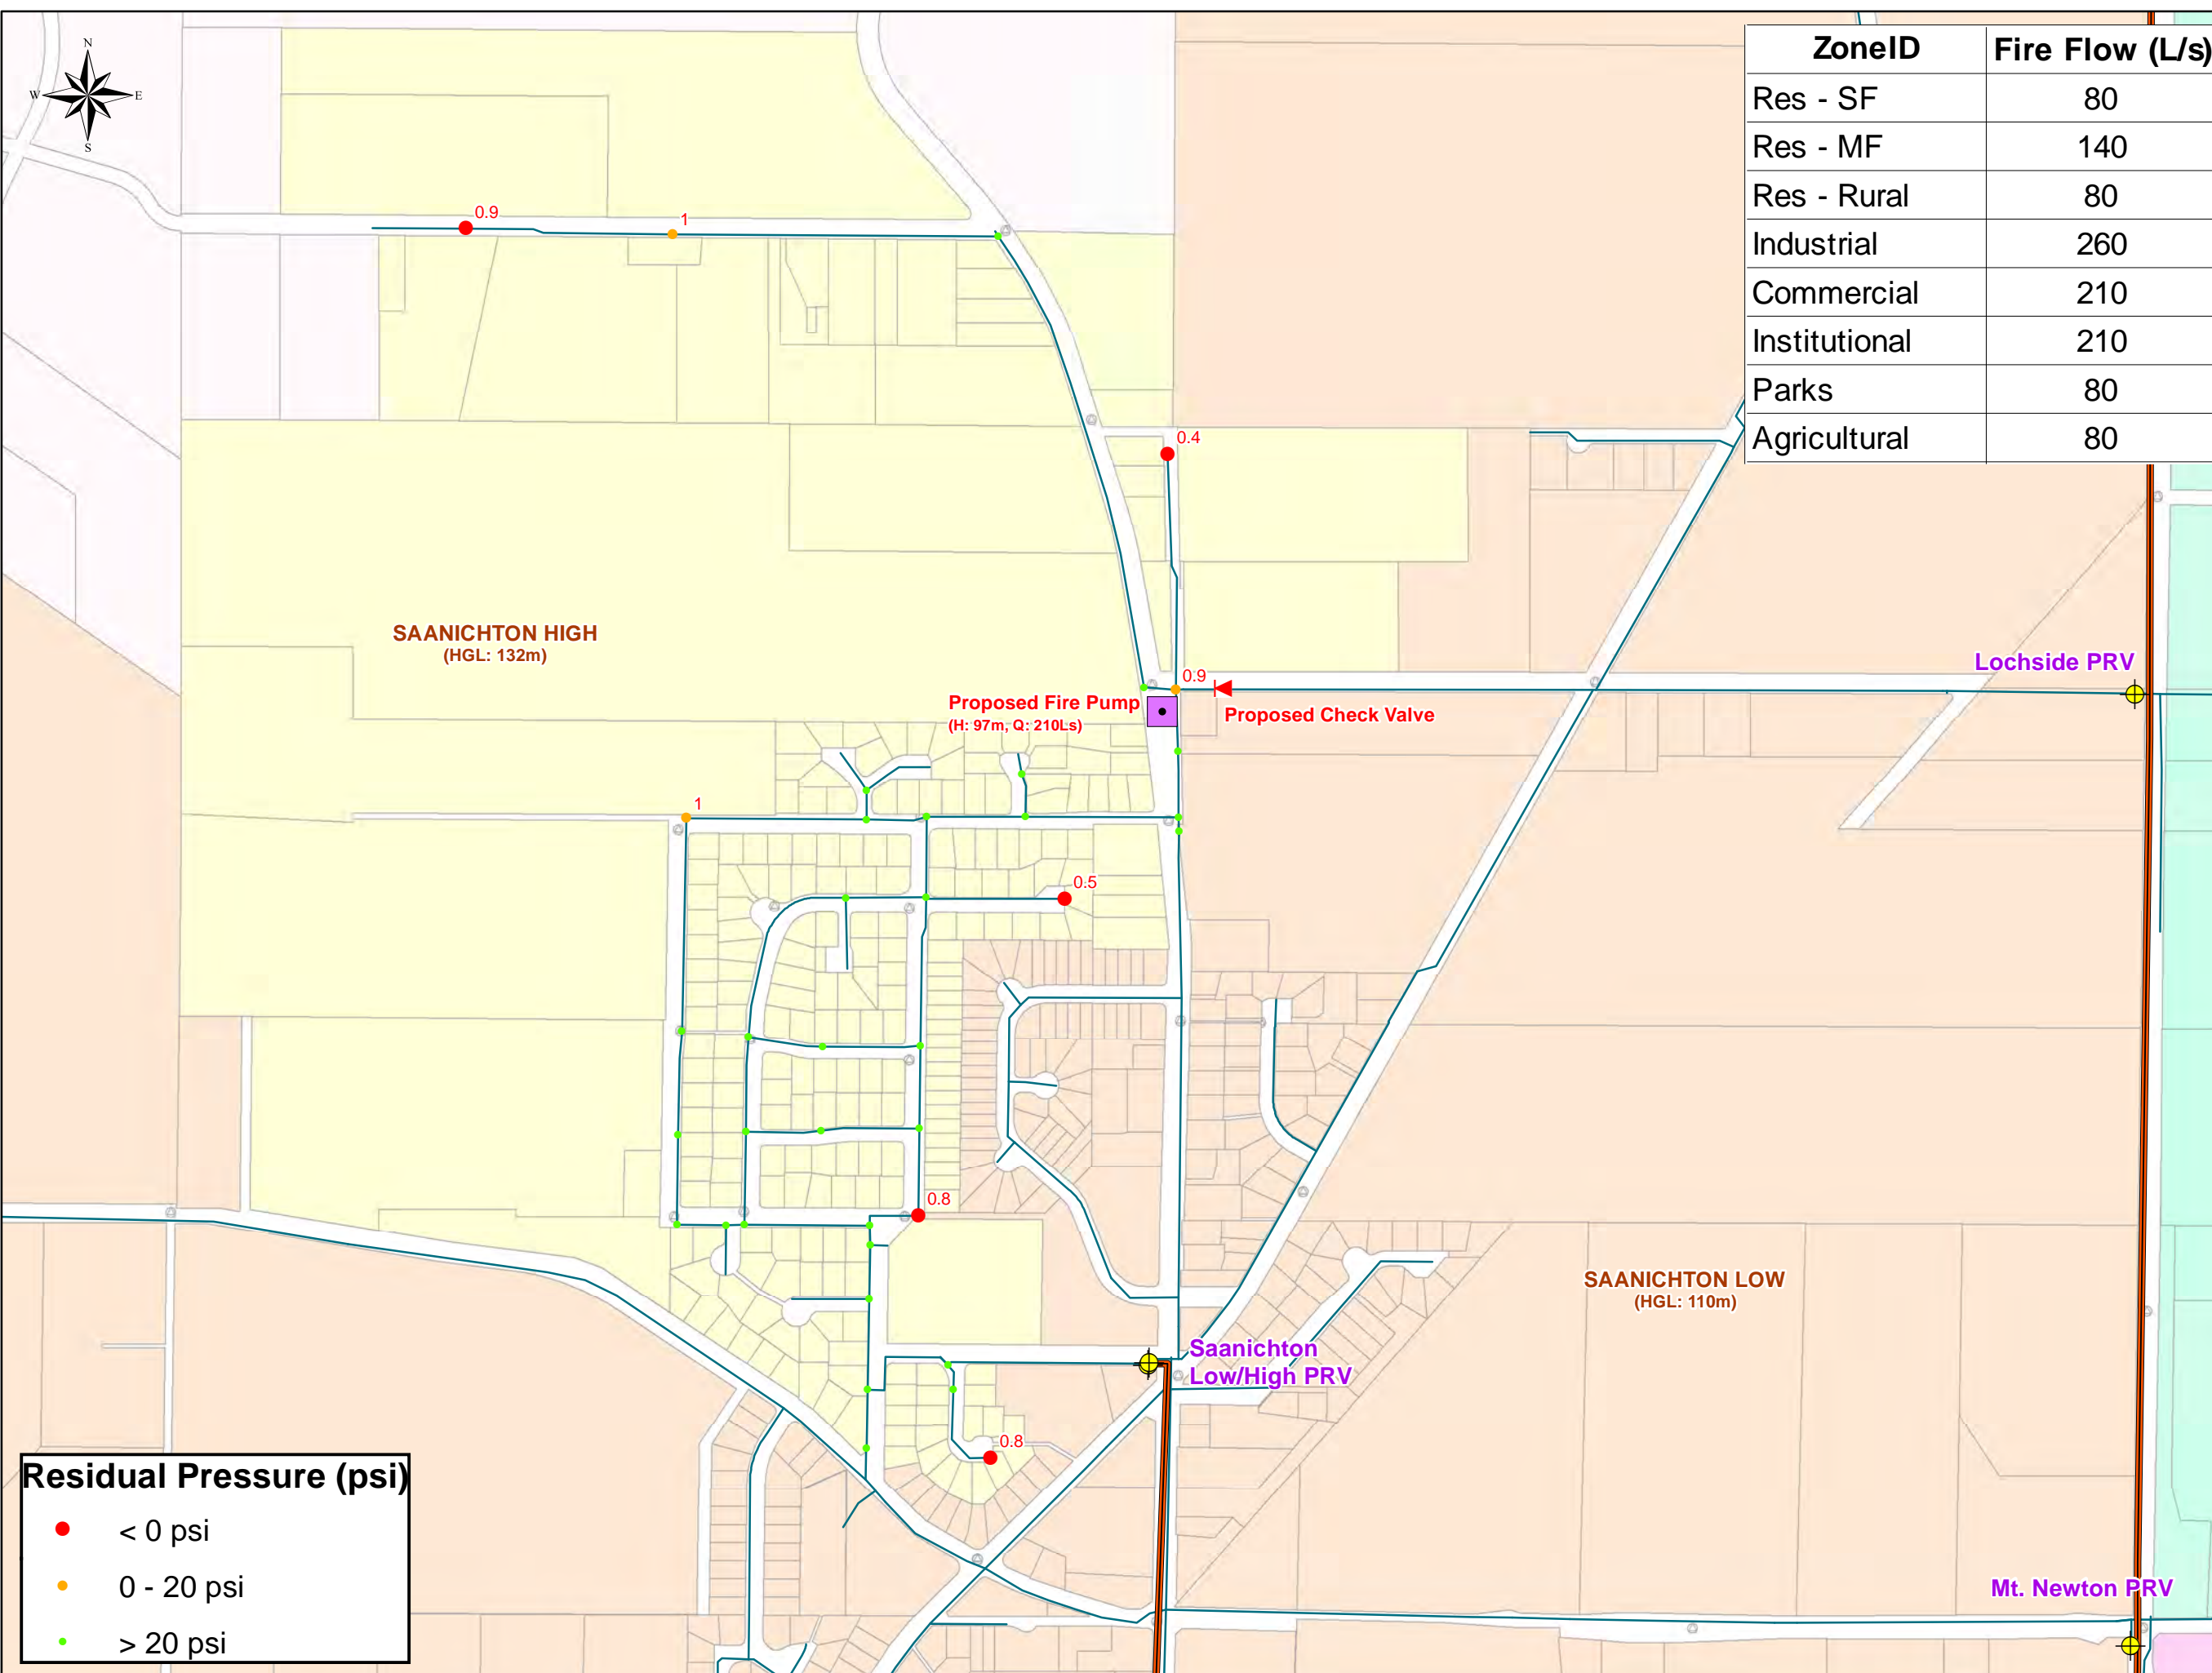 N
W
E
S
ZoneID Fire Flow (L/s)
Res - SF 80
Res - MF 140
Res - Rural 80
Industrial 260
Commercial 210
Institutional 210
Parks 80
Agricultural 80
0.9
1
0.4
SAANICHTON HIGH
(HGL: 132m)
0.9
Lochside PRV
Proposed Fire Pump
(H: 97m, Q: 210Ls)
Proposed Check Valve
1
0.5
0.8
SAANICHTON LOW
(HGL: 110m)
Saanichton
Low/High PRV
0.8
Mt. Newton PRV
Residual Pressure (psi)
< 0 psi
0 - 20 psi
> 20 psi